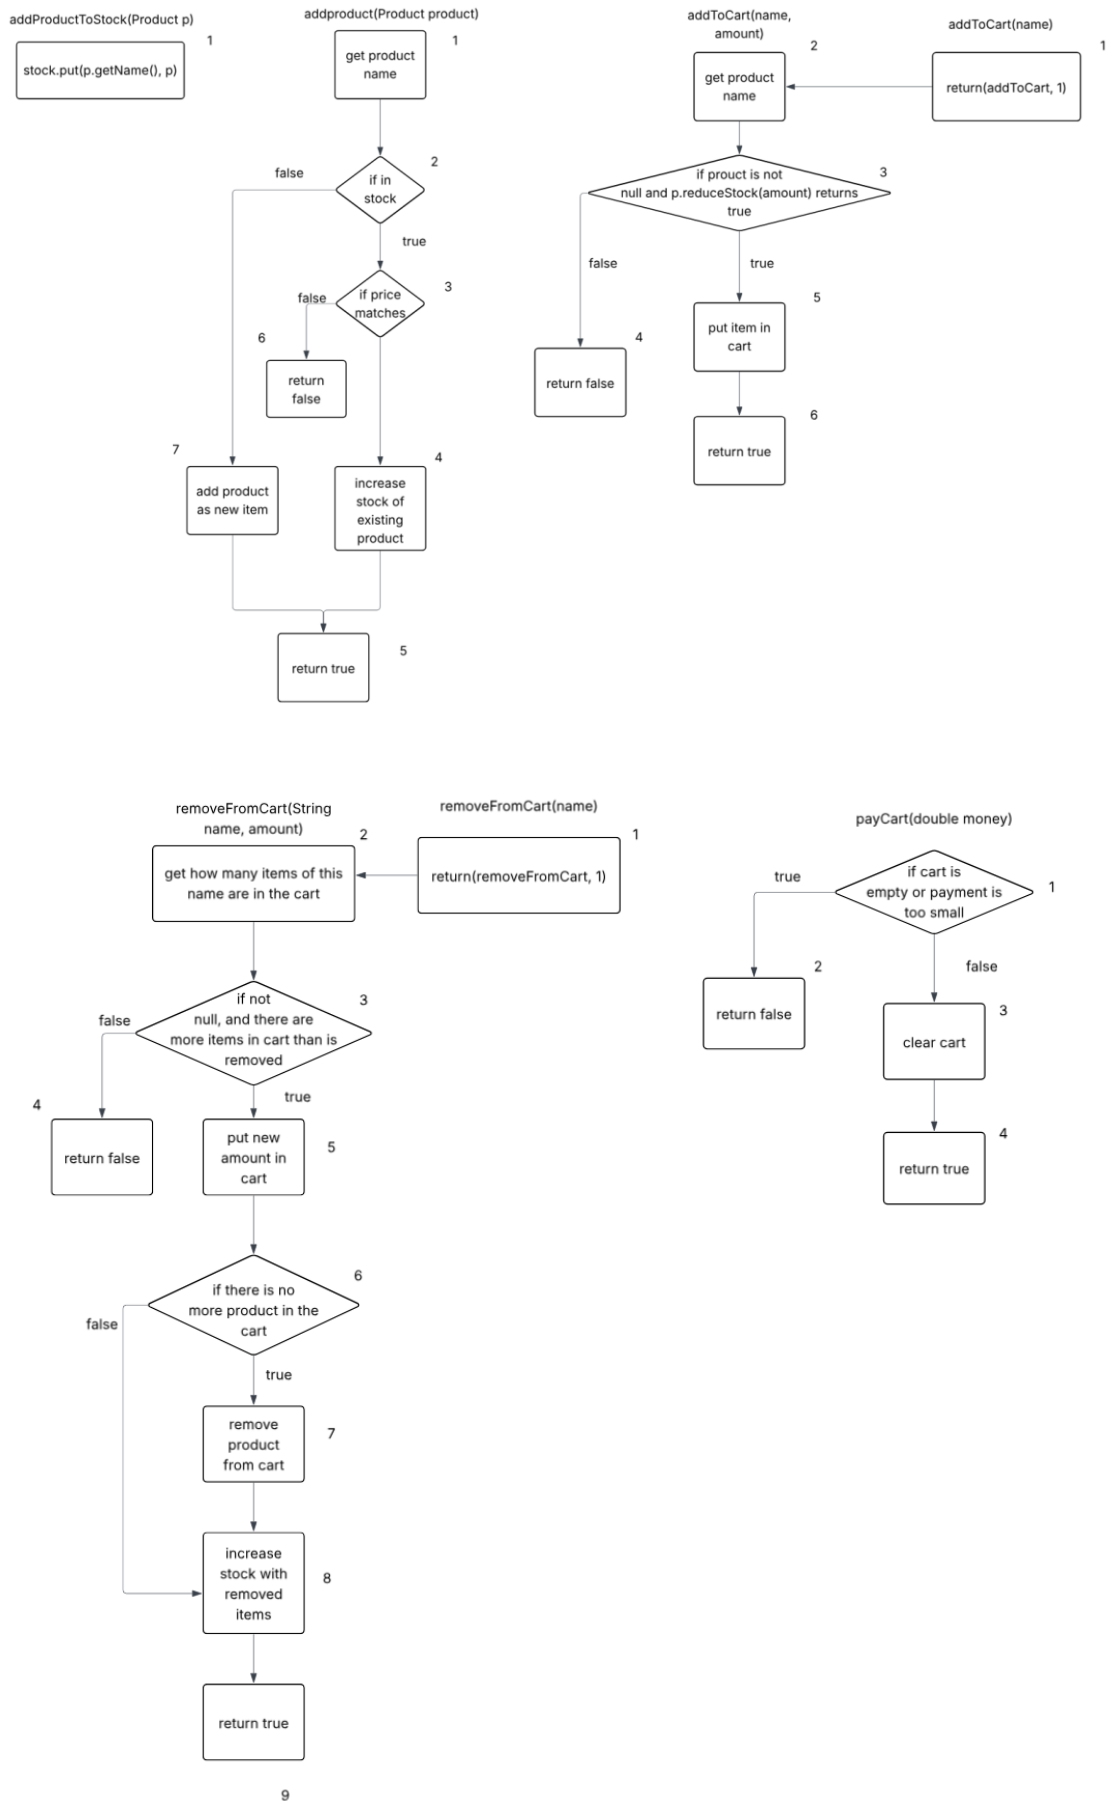 addProductToStock(Product p)
1
stock.put(p.getName(), p)
addproduct(Product product)
1
get product
name
2
if in
stock
false
true
3
if price
matches
false
6
return
false
7
add product
as new item
4
increase
stock of
existing
product
5
return true
addToCart(name,
amount)
2
get product
name
addToCart(name)
1
return(addToCart, 1)
3
if prouct is not
null and p.reduceStock(amount) returns
true
false
true
4
return false
5
put item in
cart
6
return true
removeFromCart(String
name, amount)
2
get how many items of this
name are in the cart
removeFromCart(name)
1
return(removeFromCart, 1)
3
if not
null, and there are
more items in cart than is
removed
false
true
4
return false
5
put new
amount in
cart
6
if there is no
more product in the
cart
false
true
7
remove
product
from cart
8
increase
stock with
removed
items
return true
9
payCart(double money)
1
if cart is
empty or payment is
too small
true
false
2
return false
3
clear cart
4
return true